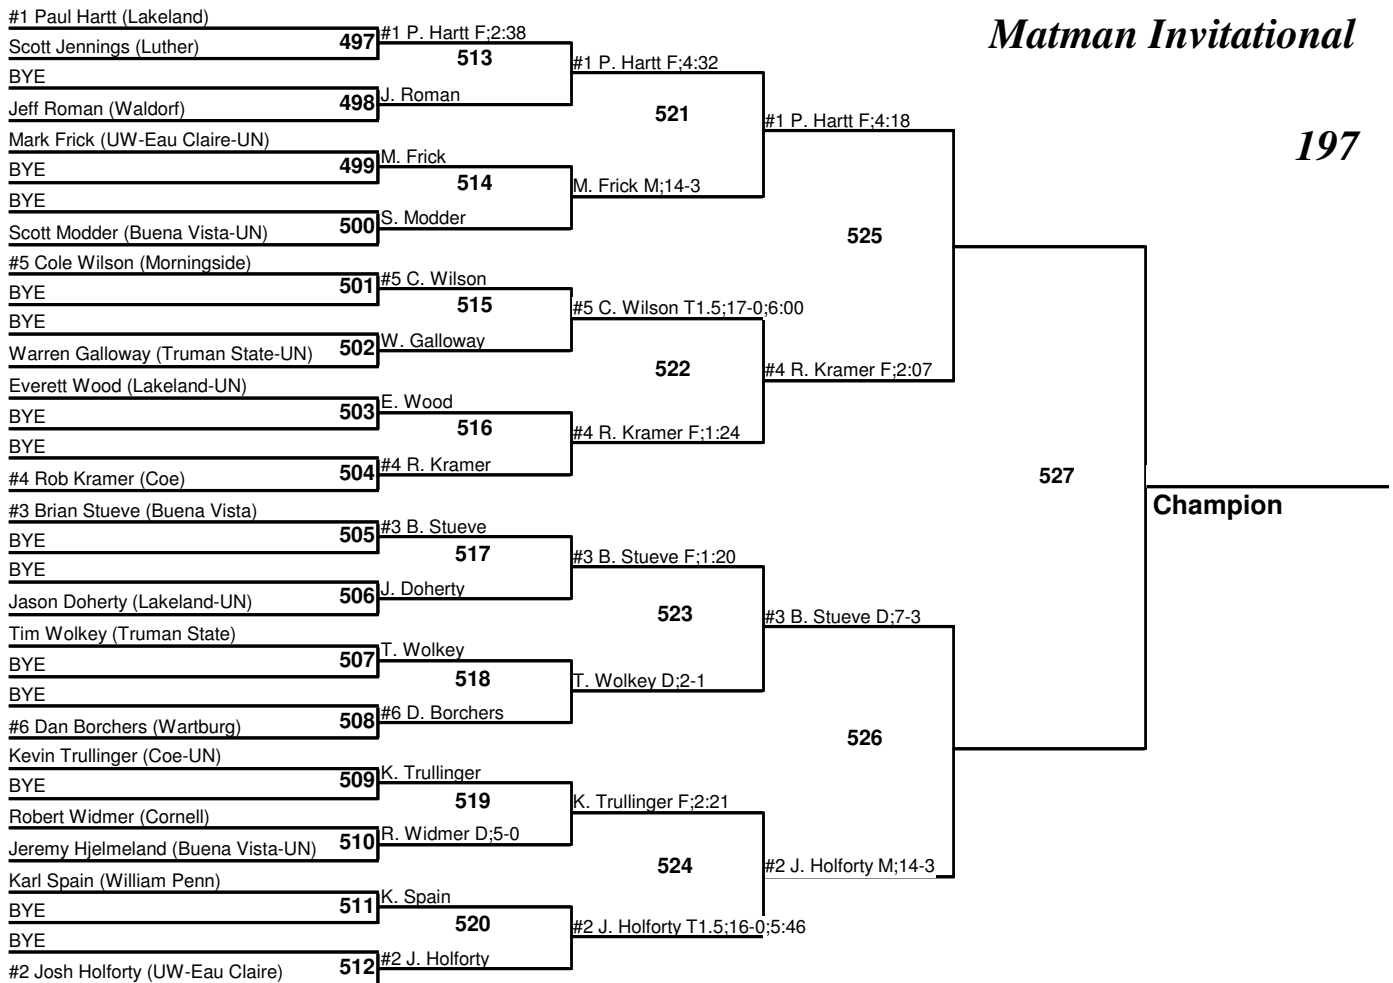 Matman Invitational
197
#1 Paul Hartt (Lakeland)
Scott Jennings (Luther)
BYE
Jeff Roman (Waldorf)
Mark Frick (UW-Eau Claire-UN)
BYE
BYE
Scott Modder (Buena Vista-UN)
#5 Cole Wilson (Morningside)
BYE
BYE
Warren Galloway (Truman State-UN)
Everett Wood (Lakeland-UN)
BYE
BYE
#4 Rob Kramer (Coe)
#3 Brian Stueve (Buena Vista)
BYE
BYE
Jason Doherty (Lakeland-UN)
Tim Wolkey (Truman State)
BYE
BYE
#6 Dan Borchers (Wartburg)
Kevin Trullinger (Coe-UN)
BYE
Robert Widmer (Cornell)
Jeremy Hjelmeland (Buena Vista-UN)
Karl Spain (William Penn)
BYE
BYE
#2 Josh Holforty (UW-Eau Claire)
497
498
499
500
501
502
503
504
505
506
507
508
509
510
511
512
#1 P. Hartt F;2:38
513
J. Roman
M. Frick
514
S. Modder
#5 C. Wilson
515
W. Galloway
E. Wood
516
#4 R. Kramer
#3 B. Stueve
517
J. Doherty
T. Wolkey
518
#6 D. Borchers
K. Trullinger
519
R. Widmer D;5-0
K. Spain
520
#2 J. Holforty
#1 P. Hartt F;4:32
521
M. Frick M;14-3
#5 C. Wilson T1.5;17-0;6:00
522
#4 R. Kramer F;1:24
#3 B. Stueve F;1:20
523
T. Wolkey D;2-1
K. Trullinger F;2:21
524
#2 J. Holforty T1.5;16-0;5:46
#1 P. Hartt F;4:18
525
#4 R. Kramer F;2:07
#3 B. Stueve D;7-3
526
#2 J. Holforty M;14-3
527
Champion